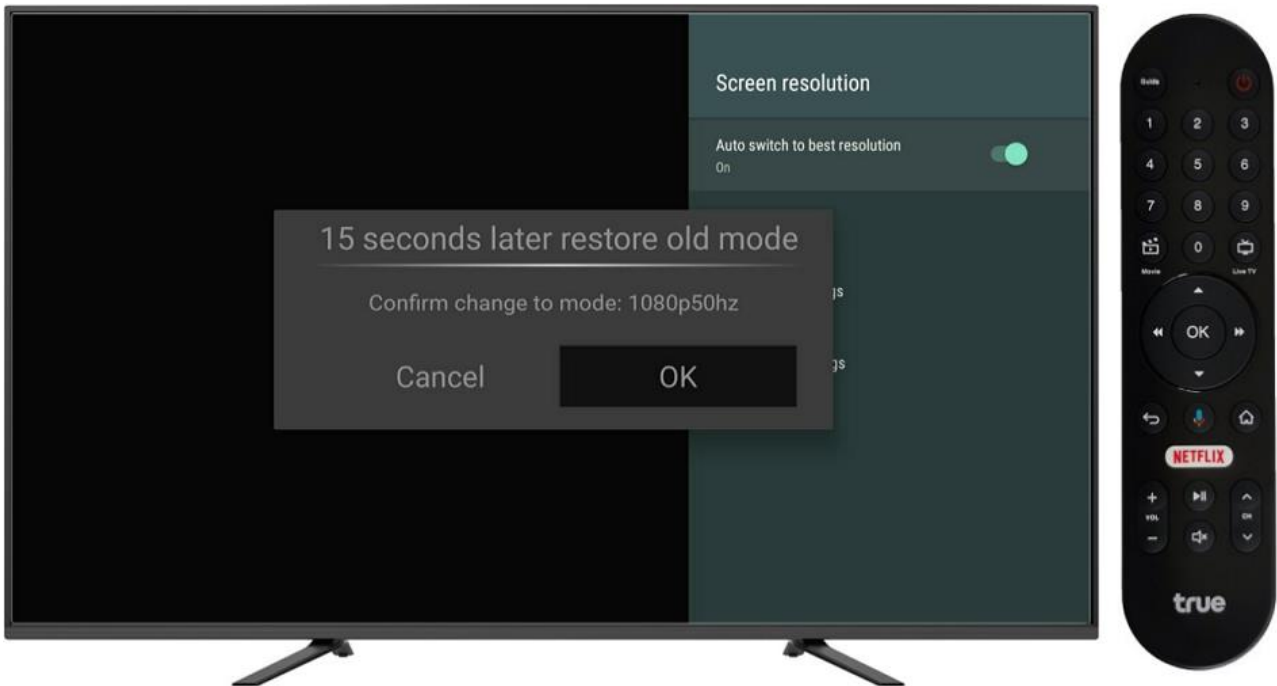 Screen resolution
Auto switch to best resolution
On
15 seconds later restore old mode
Confirm change to mode: 1080p50hz
gs
Cancel
OK
gs
Guide
1 2 3
4 5 6
7 8 9
0
Movie
Live TV
OK
NETFLIX
+
VOL CH
-
true